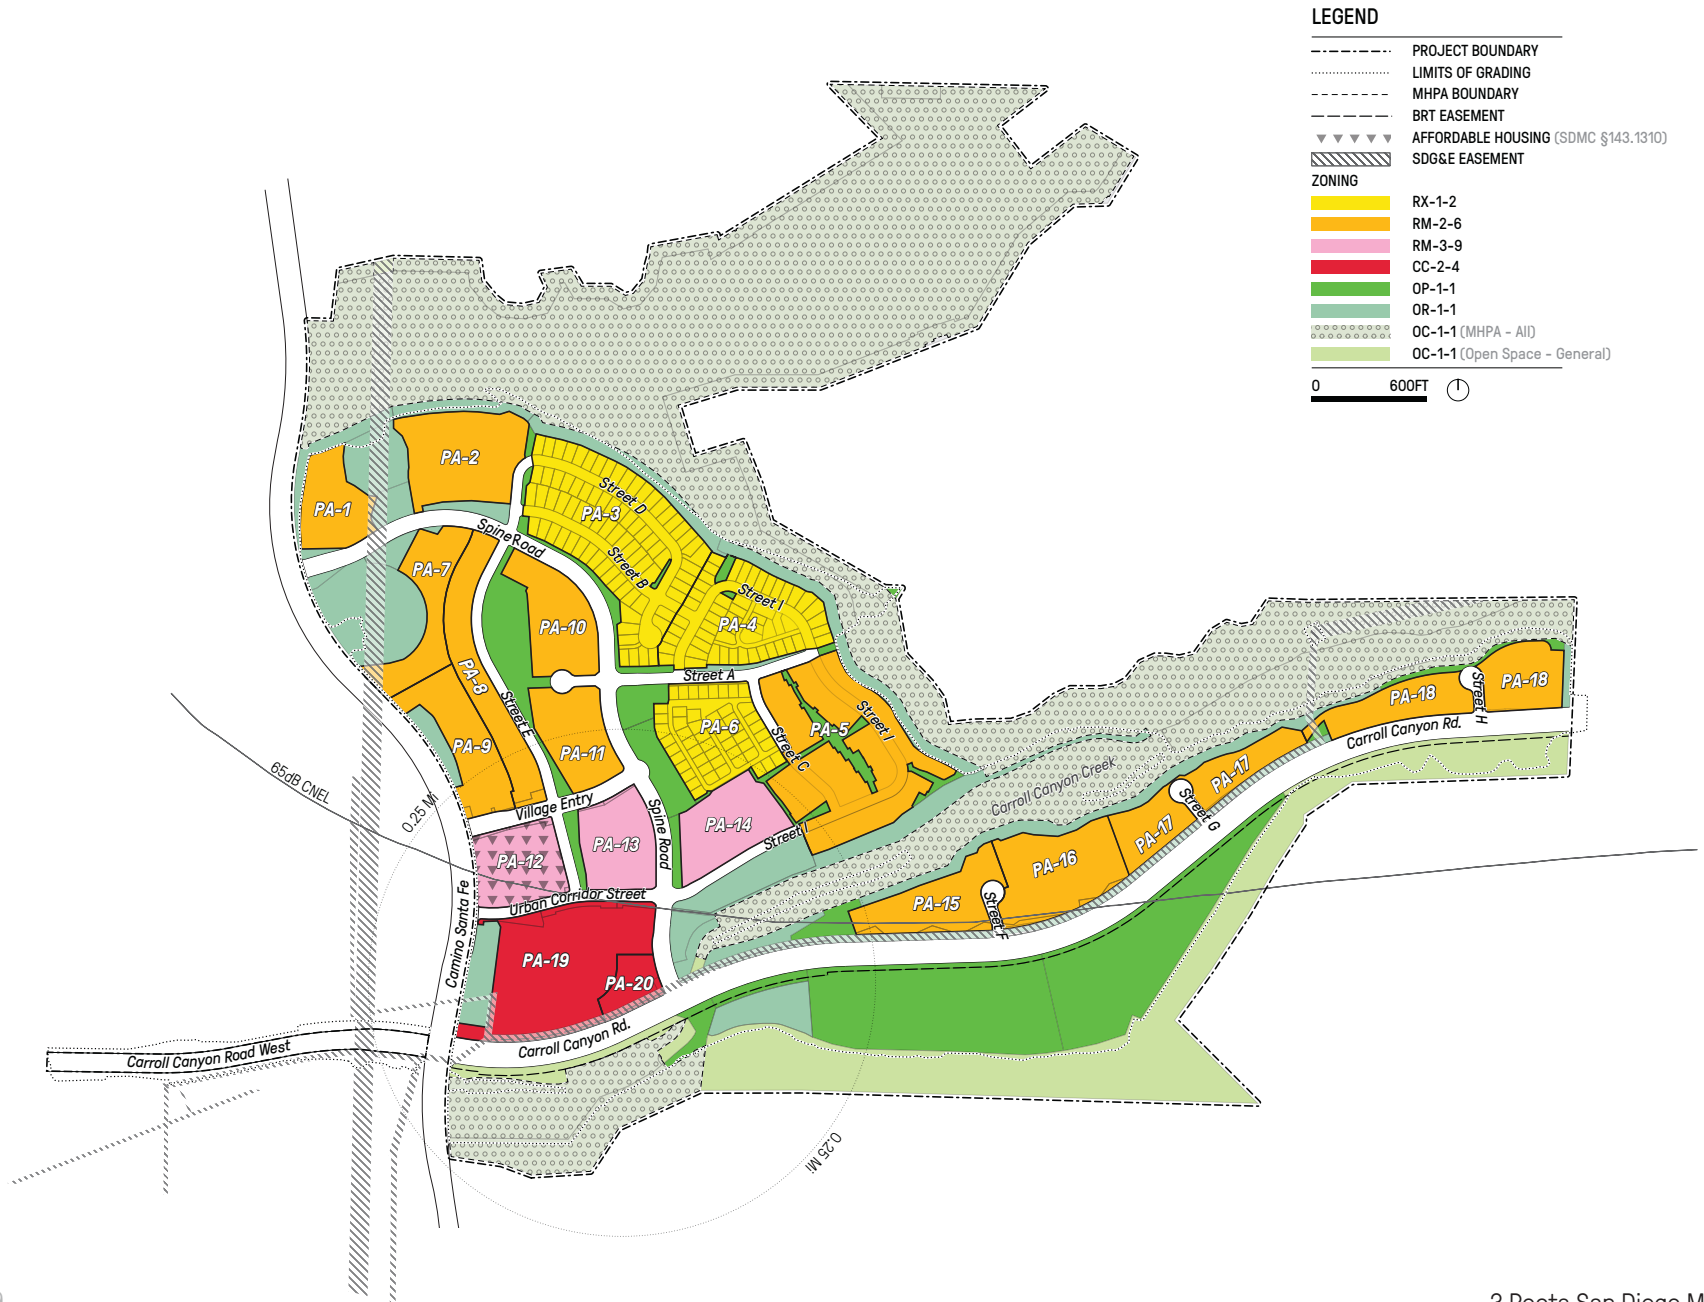 LEGEND
PROJECT BOUNDARY
LIMITS OF GRADING
MHPA BOUNDARY
BRT EASEMENT
AFFORDABLE HOUSING (SDMC §143.1310)
SDG&E EASEMENT
ZONING
RX-1-2
RM-2-6
RM-3-9
CC-2-4
OP-1-1
OR-1-1
OC-1-1 (MHPA - All)
OC-1-1 (Open Space - General)
0 600FT
PA-2
PA-1
Street D
PA-3
Spine Road
Street B
PA-7
Street I
PA-4
PA-10
Street A
PA-8
Street E
PA-6
PA-5
Street I
Street C
PA-9
PA-11
65dB CNEL
0.25 Mi
Village Entry
Spine Road
PA-12
PA-13
PA-14
Street I
Urban Corridor Street
Camino Santa Fe
PA-19
PA-20
Carroll Canyon Rd.
Carroll Canyon Road West
Carroll Canyon Creek
PA-15
Street F
PA-16
PA-17
Street G
PA-17
PA-18
Street H
PA-18
Carroll Canyon Rd.
0.25 Mi
3 Roots San Diego M